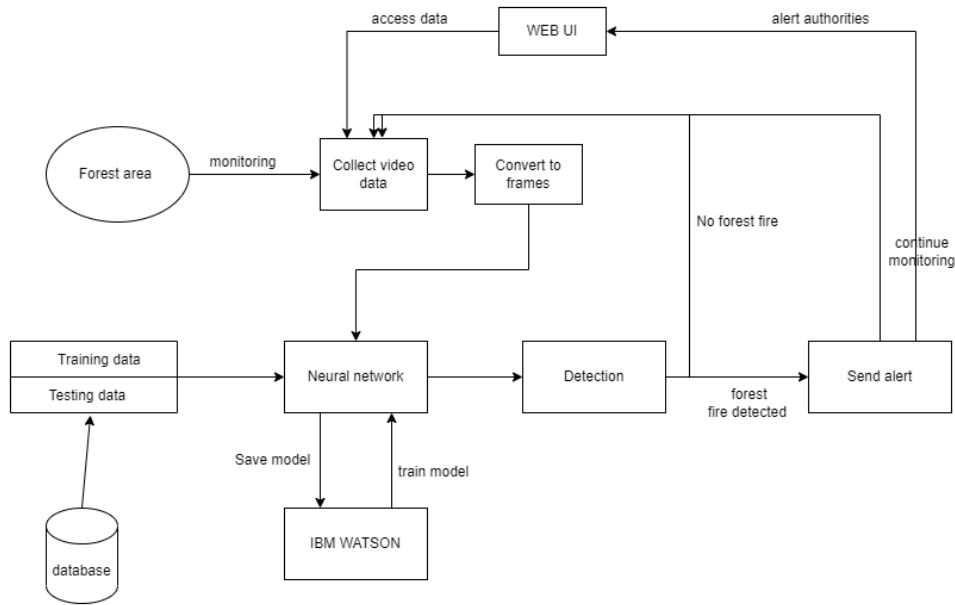 access data
WEB UI
alert authorities
Forest area
monitoring
Collect video
data
Convert to
frames
No forest fire
continue
monitoring
Training data
Testing data
Neural network
Detection
forest
fire detected
Send alert
Save model
train model
IBM WATSON
database